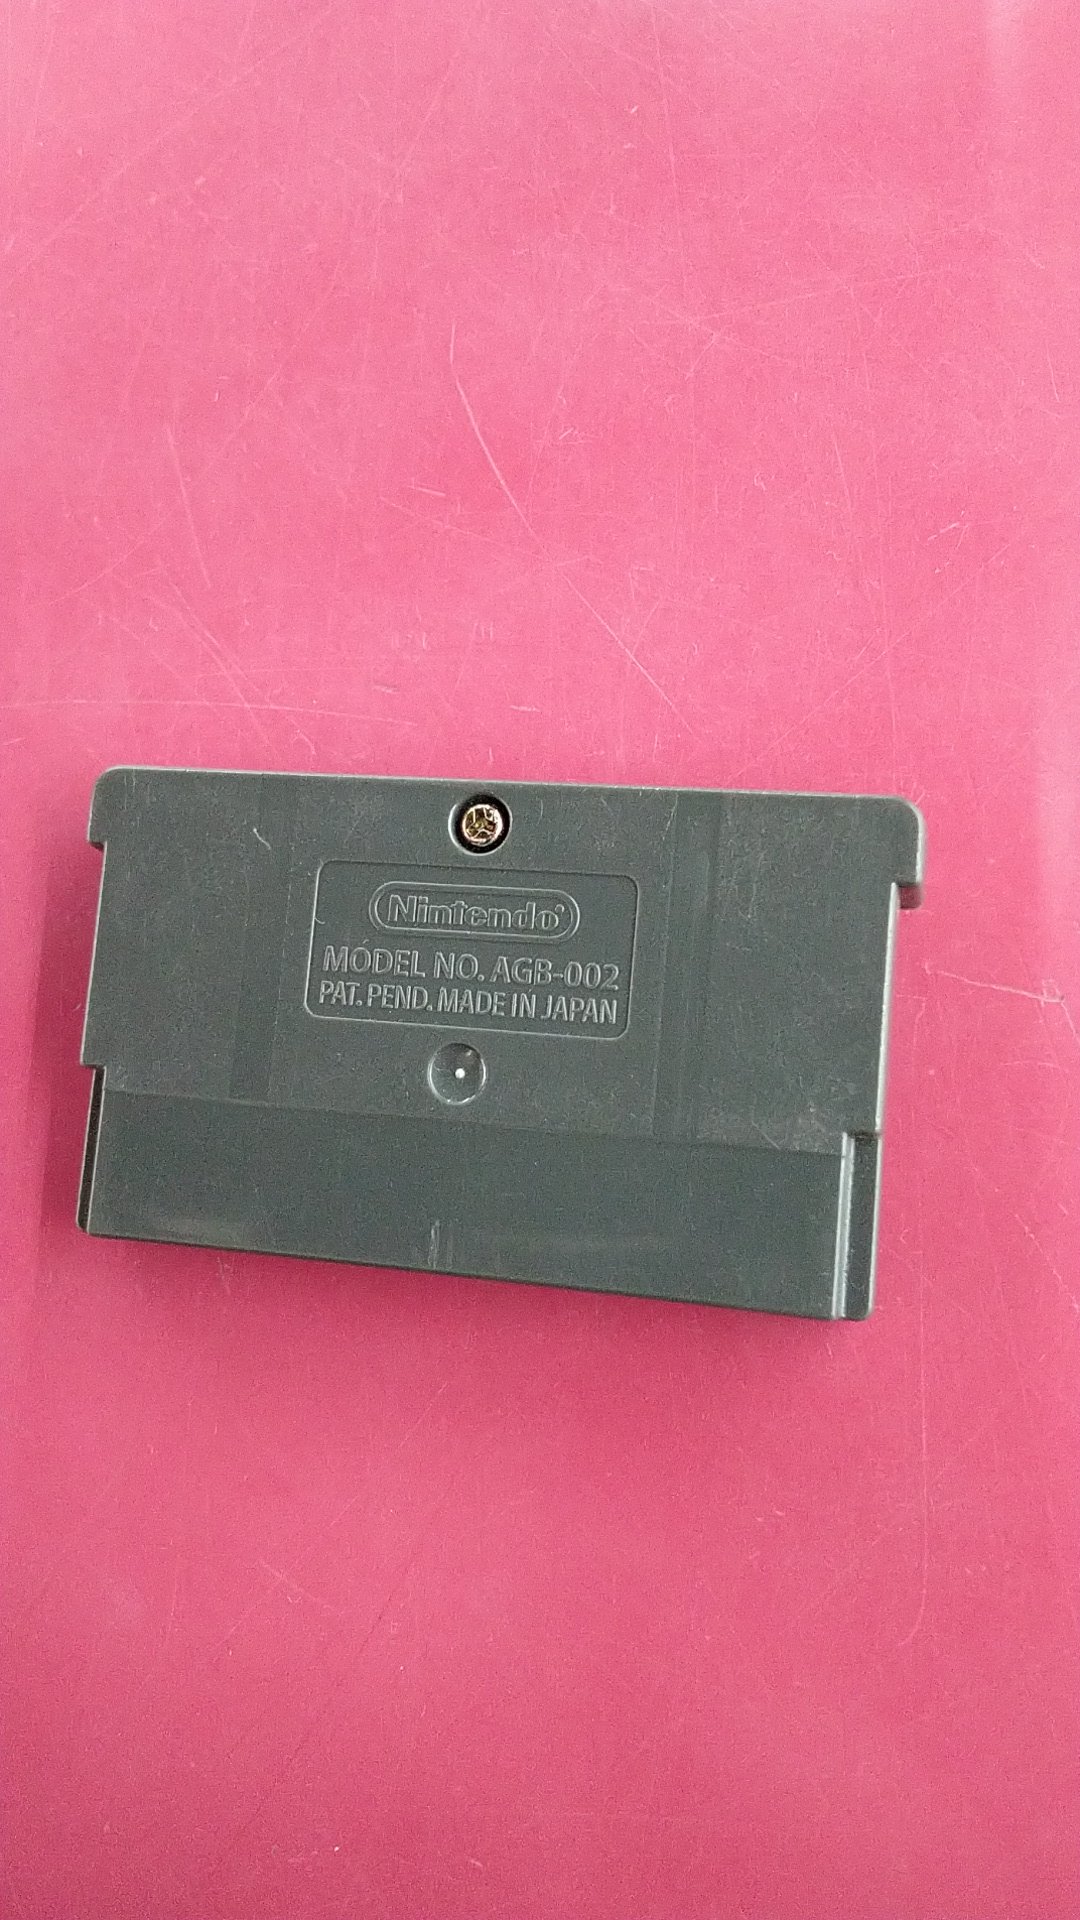 Nintendo
MODEL NO. AGB-002
PAT. PEND. MADE IN JAPAN